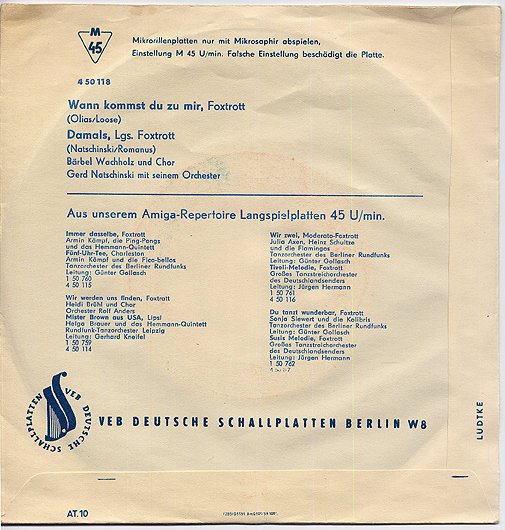 M
45
Mikrorillenplatten nur mit Mikrosaphir abspielen,
Einstellung M 45 U/min. Falsche Einstellung beschädigt die Platte.
4 50 118
Wann kommst du zu mir, Foxtrott
(Olias/Loose)
Damals, Lgs. Foxtrott
(Natschinski/Romanus)
Bärbel Wachholz und Chor
Gerd Natschinski mit seinem Orchester
Aus unserem Amiga-Repertoire Langspielplatten 45 U/min.
Immer dasselbe, Foxtrott
Armin Kämpf, die Ping-Pongs
und das Hemmann-Quintett
Fünf-Uhr-Tee, Charleston
Armin Kämpf und die Pico-bellos
Tanzorchester des Berliner Rundfunks
Leitung: Günter Gollasch
1 50 760
4 50 115
Wir werden uns finden, Foxtrott
Heidi Dahl und Chor
Orchester Rolf Anders
Mister Brown aus USA, Lipsi
Helga Brauer und das Hemmann-Quintett
Rundfunk-Tanzorchester Leipzig
Leitung: Gerhard Kneifel
1 50 759
4 50 114
Wir zwei, Moderato-Foxtrott
Julia Axen, Heinz Schultze
und die Flamingos
Tanzorchester des Berliner Rundfunks
Leitung: Günter Gollasch
Tivoli-Melodie, Foxtrott
Großes Tanzstreichorchester
des Deutschlandsenders
Leitung: Jürgen Hermann
1 50 761
4 50 116
Du tanzt wunderbar, Foxtrott
Sonja Siewert und die Kolibris
Tanzorchester des Berliner Rundfunks
Leitung: Günter Gollasch
Susis Melodie, Foxtrott
Großes Tanzstreichorchester
des Deutschlandsenders
Leitung: Jürgen Hermann
1 50 762
VEB DEUTSCHE SCHALLPLATTEN
VEB DEUTSCHE SCHALLPLATTEN BERLIN W8
LUDTKE
AT. 10